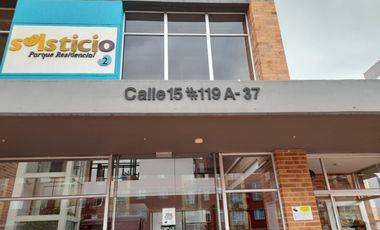 solsticio
Parque Residencial
2
Calle 15 #119 A-37